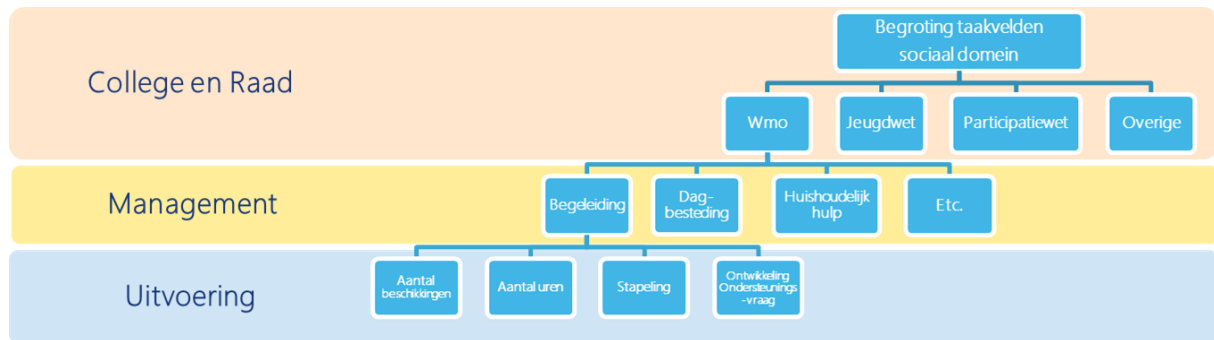 Begroting taakvelden
sociaal domein
College en Raad
Wmo
Jeugdwet
Participatiewet
Overige
Management
Begeleiding
Dag-
besteding
Huishoudelijk
hulp
Etc.
Uitvoering
Aantal
beschikkingen
Aantal uren
Stapeling
Ontwikkeling
Ondersteunings
-vraag